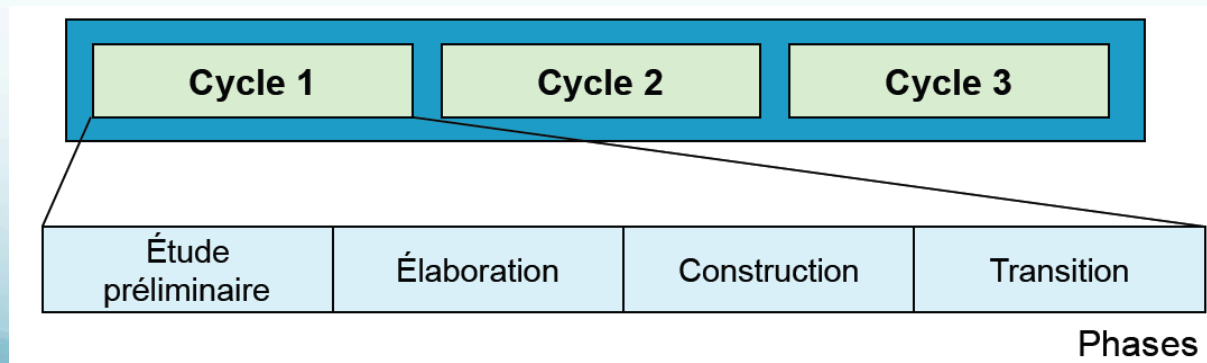 Cycle 1 Cycle 2 Cycle 3
Étude
préliminaire
Élaboration
Construction
Transition
Phases